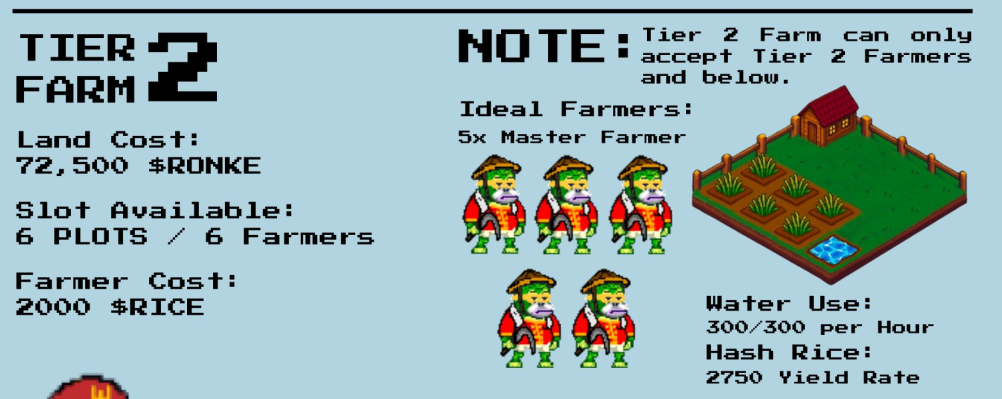 TIER
FARM 2
Land Cost:
72,500 $RONKE
Slot Available:
6 PLOTS / 6 Farmers
Farmer Cost:
2000 $RICE
NOTE: Tier 2 Farm can only
accept Tier 2 Farmers
and below.
Ideal Farmers:
5x Master Farmer
Water Use:
300/300 per Hour
Hash Rice:
2750 Yield Rate
W